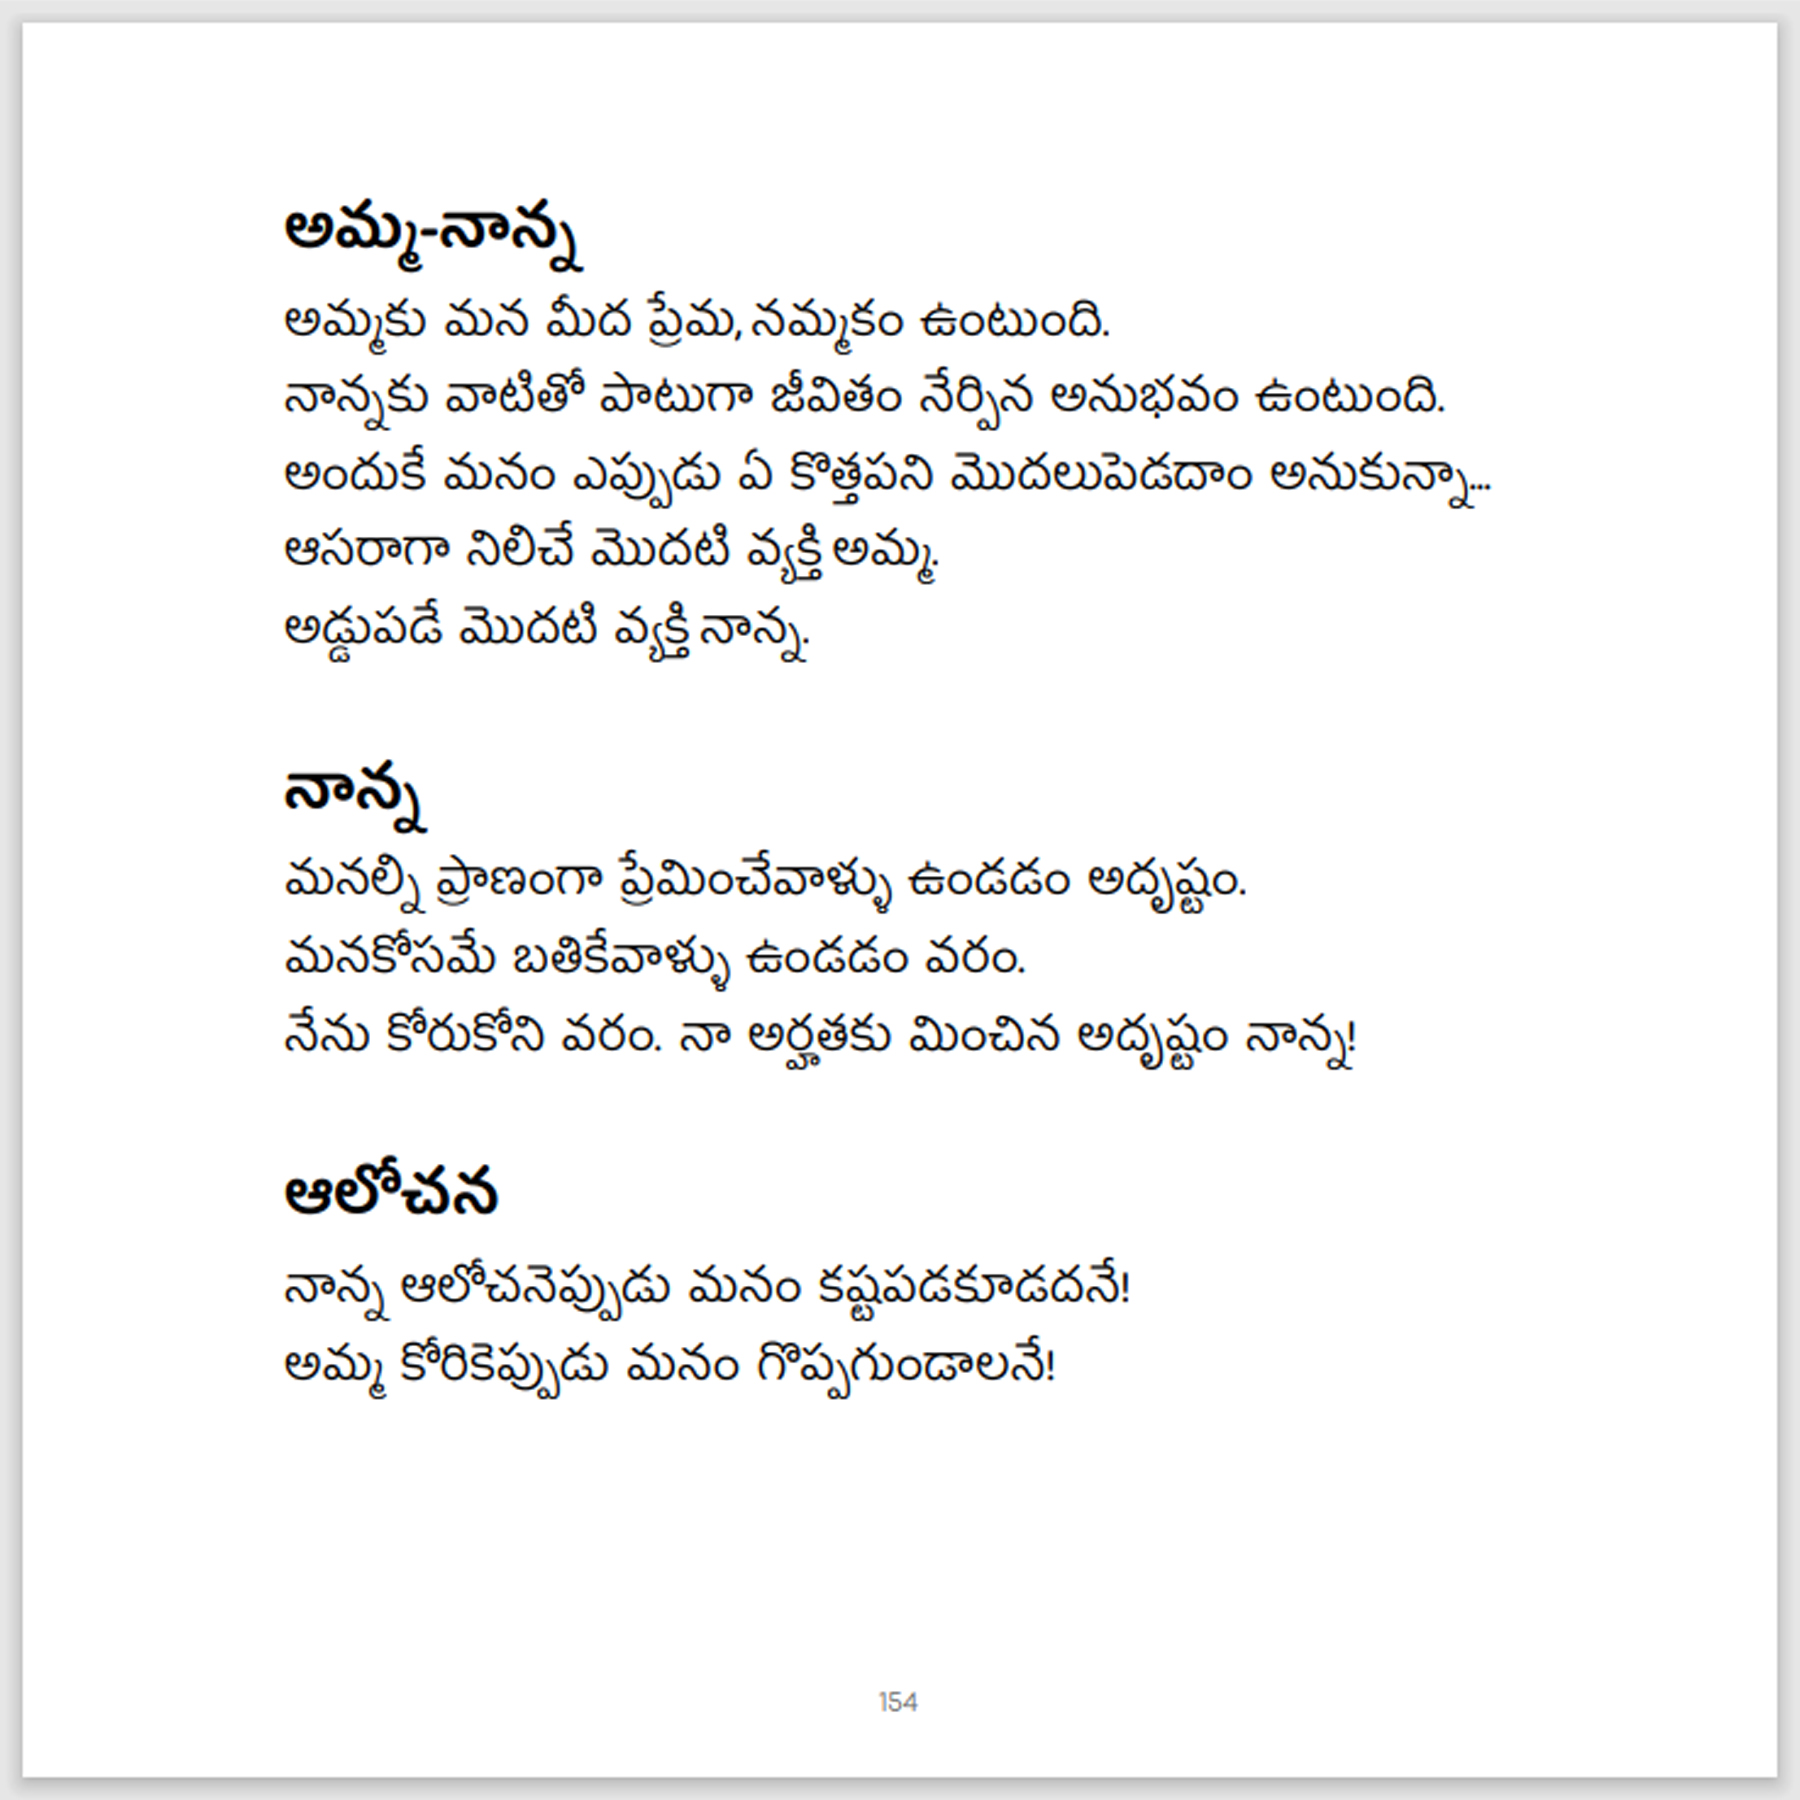 అమ్మ-నాన్న
అమ్మకు మన మీద ప్రేమ, నమ్మకం ఉంటుంది.
నాన్నకు వాటితో పాటుగా జీవితం నేర్పిన అనుభవం ఉంటుంది.
అందుకే మనం ఎప్పుడు ఏ కొత్తపని మొదలుపెడదాం అనుకున్నా...
ఆసరాగా నిలిచే మొదటి వ్యక్తి అమ్మ.
అడ్డుపడే మొదటి వ్యక్తి నాన్న.
నాన్న
మనల్ని ప్రాణంగా ప్రేమించేవాళ్ళు ఉండడం అదృష్టం.
మనకోసమే బతికేవాళ్ళు ఉండడం వరం.
నేను కోరుకోని వరం. నా అర్హతకు మించిన అదృష్టం నాన్న!
ఆలోచన
నాన్న ఆలోచనెప్పుడు మనం కష్టపడకూడదనే!
అమ్మ కోరికెప్పుడు మనం గొప్పగుండాలనే!
154